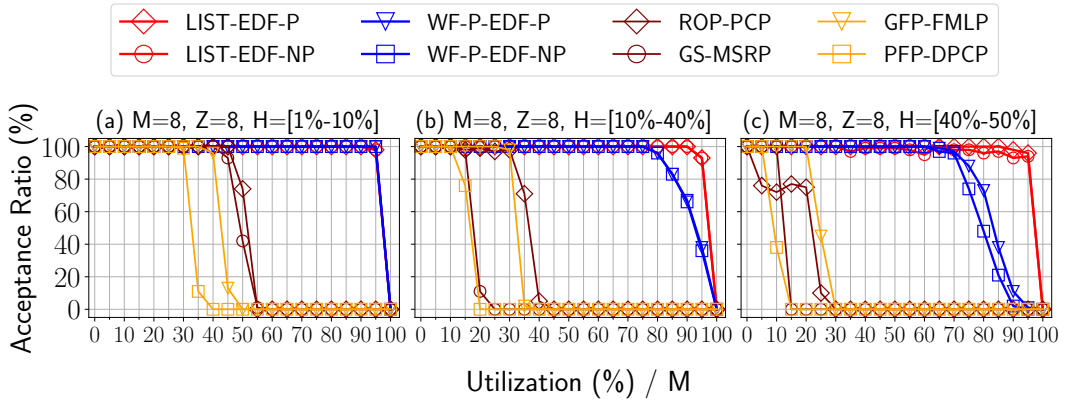 LIST-EDF-P WF-P-EDF-P ROP-PCP GFP-FMLP
LIST-EDF-NP WF-P-EDF-NP GS-MSRP PFP-DPCP
(a) M=8, Z=8, H=[1%-10%] (b) M=8, Z=8, H=[10%-40%] (c) M=8, Z=8, H=[40%-50%]
Acceptance Ratio (%)
100
80
60
40
20
0
0 10 20 30 40 50 60 70 80 90 100 0 10 20 30 40 50 60 70 80 90 100 0 10 20 30 40 50 60 70 80 90 100
Utilization (%) / M